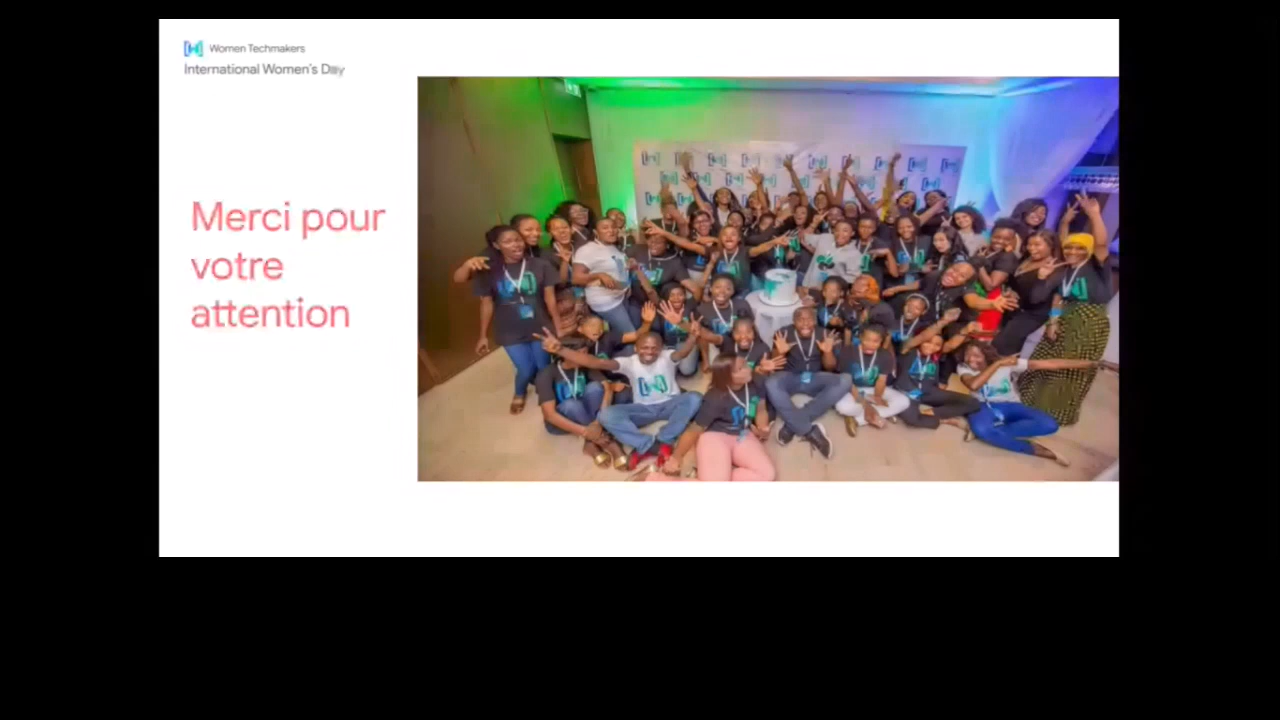 Women Techmakers
International Women's Day
Merci pour
votre
attention